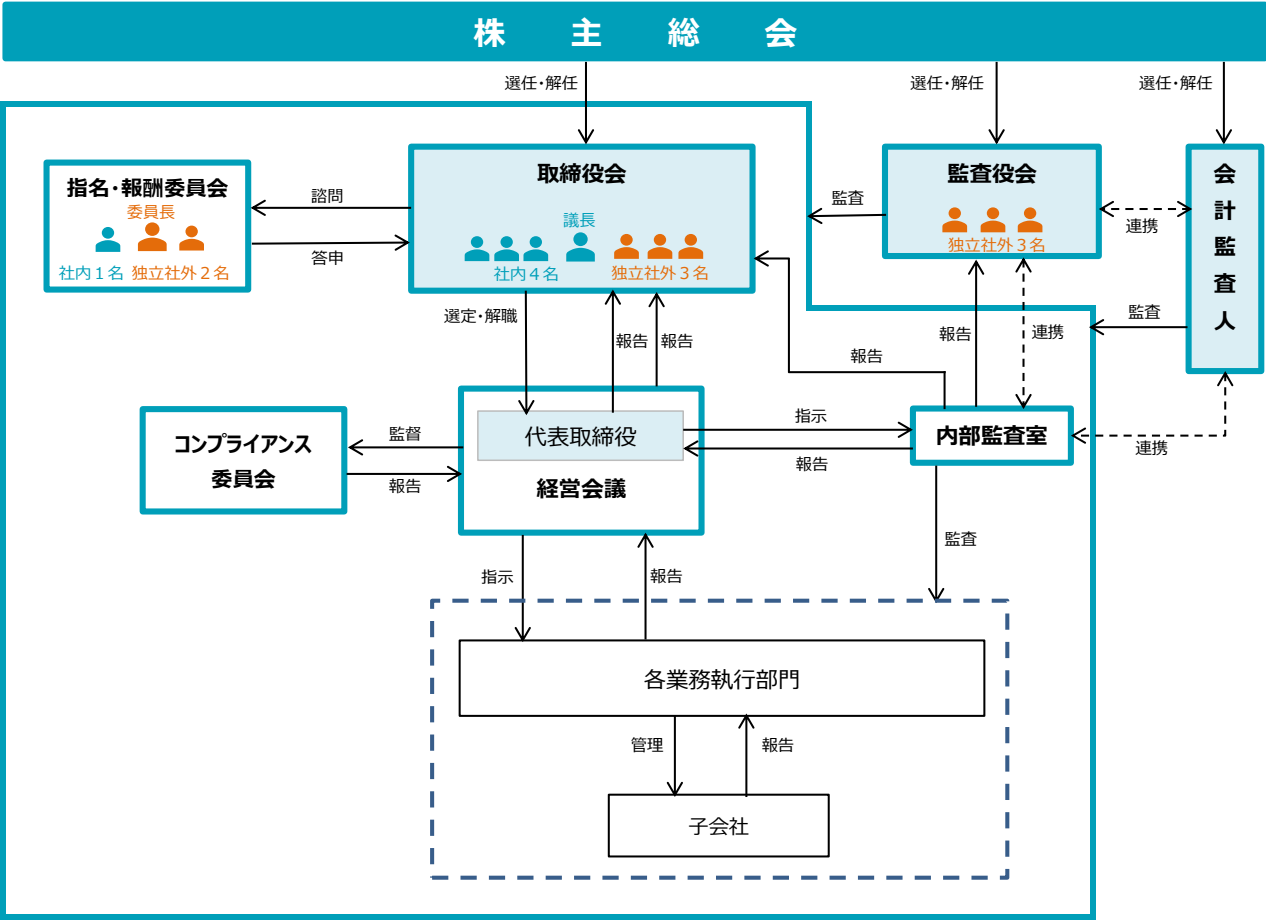 株主総会
選任・解任
選任・解任
選任・解任
指名・報酬委員会
委員長
社内１名 独立社外２名
諮問
答申
取締役会
議長
社内４名
独立社外３名
監査
監査役会
独立社外３名
連携
会計監査人
選定・解職
報告
報告
報告
報告
連携
監査
コンプライアンス
委員会
監督
報告
代表取締役
経営会議
指示
報告
内部監査室
連携
指示
報告
監査
各業務執行部門
管理
報告
子会社